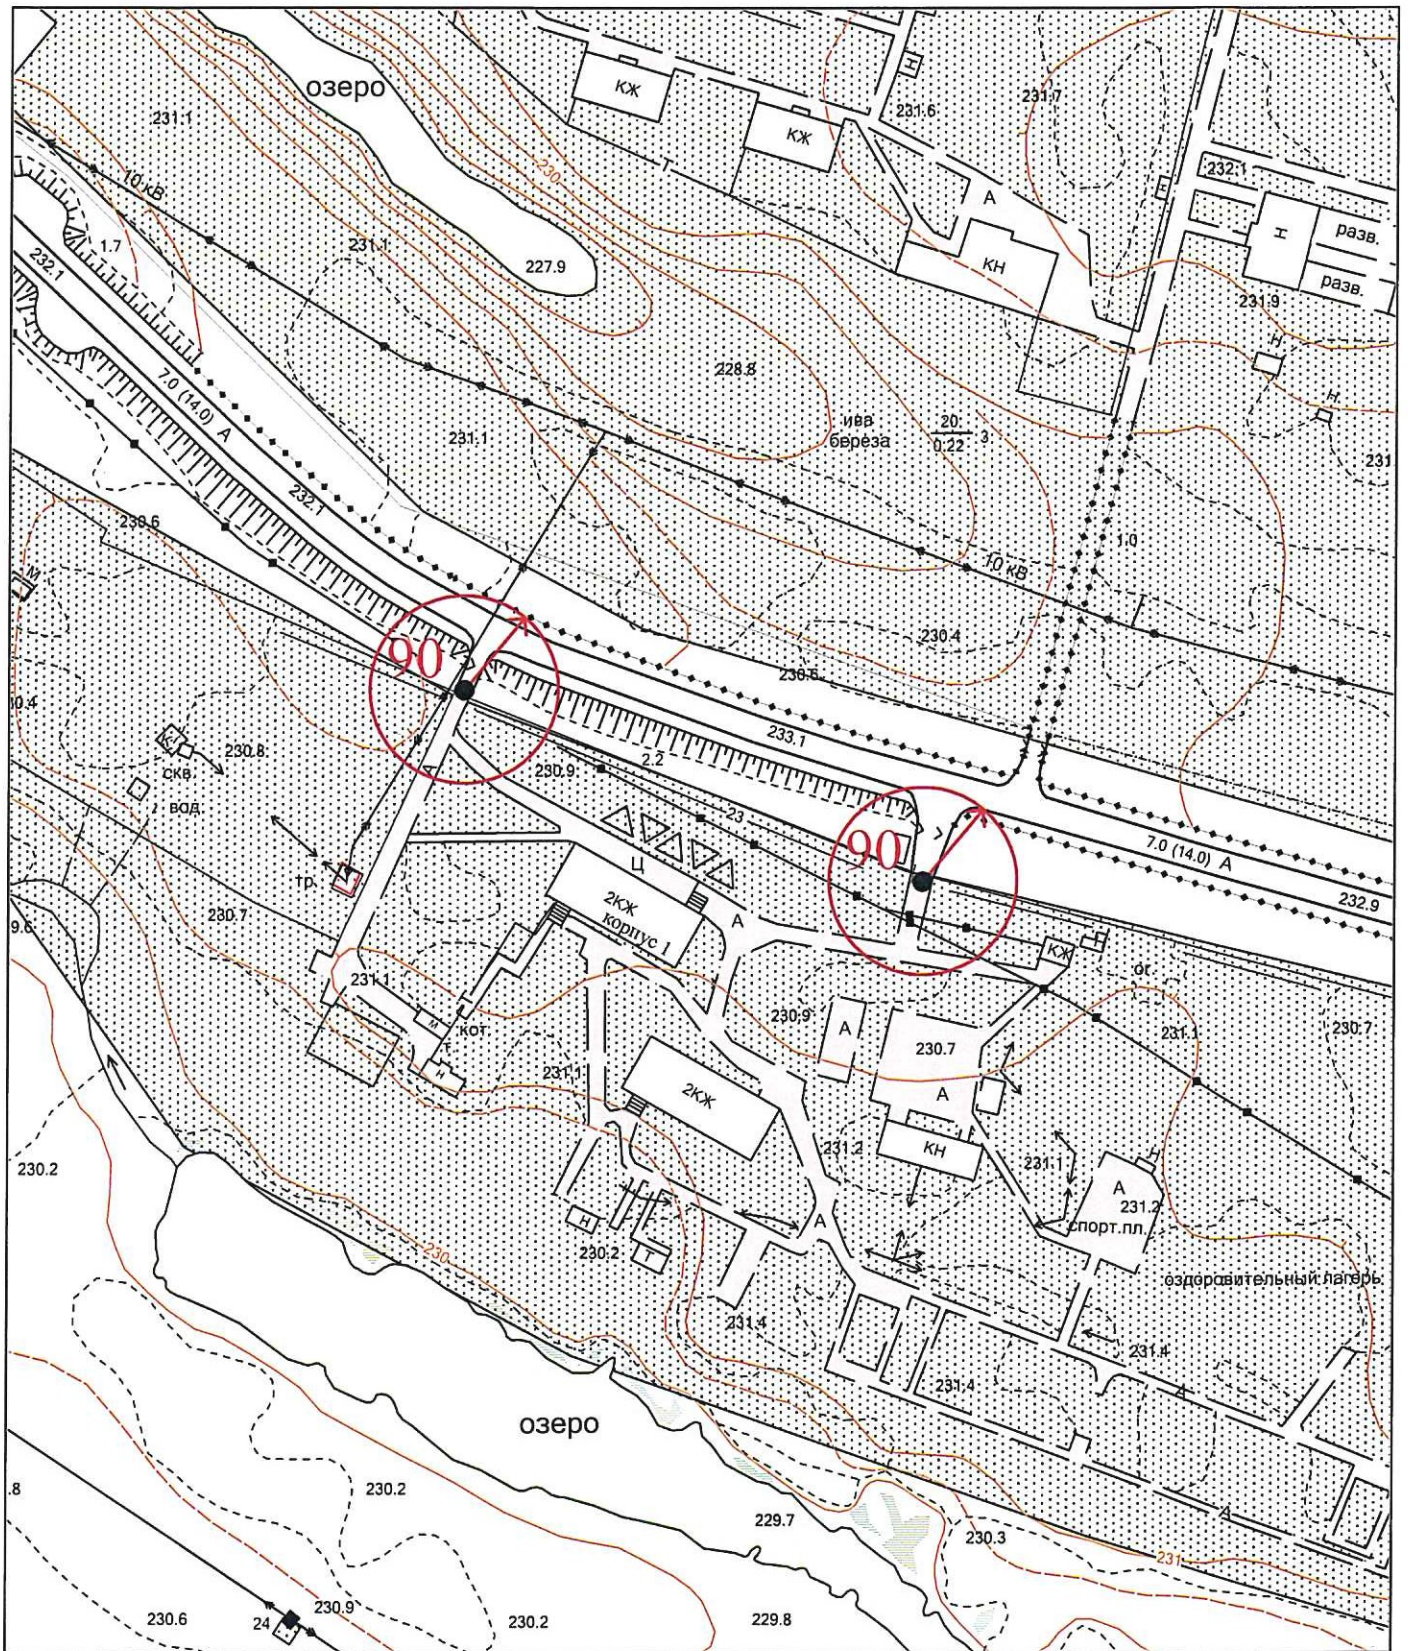 озеро
КЖ
Н
231.7
231.6
231.1
КЖ
230
Т
232.1
10 кВ
А
Н
Н
разв.
1.7
231.1
227.9
КН
разв.
232.1
231.9
Н
228.8
7.0 (14.0) А
Н
ива
береза
20
0.22
3
231.1
231
232.1
230.6
1.0
10 кВ
М
230.4
90
230.6
233.1
К
230.8
230.9
2.2
скв.
вод.
А
23
90
7.0 (14.0) А
Ц
тр.
2КЖ
корпус 1
232.9
230.7
А
9.6
КЖ
ог.
231.1
230.9
А
231.1
230.7
м
кот.
т
230.7
231.1
н
2КЖ
А
231.2
КН
231.1
Н
230.2
А
231.2
Н
А
спорт.пл.
230
230.2
Т
оздоровительный лагерь
231.4
231.4
231.4
А
озеро
230.2
.8
А
229.7
230.3
231
24
230.9
230.6
230.2
229.8